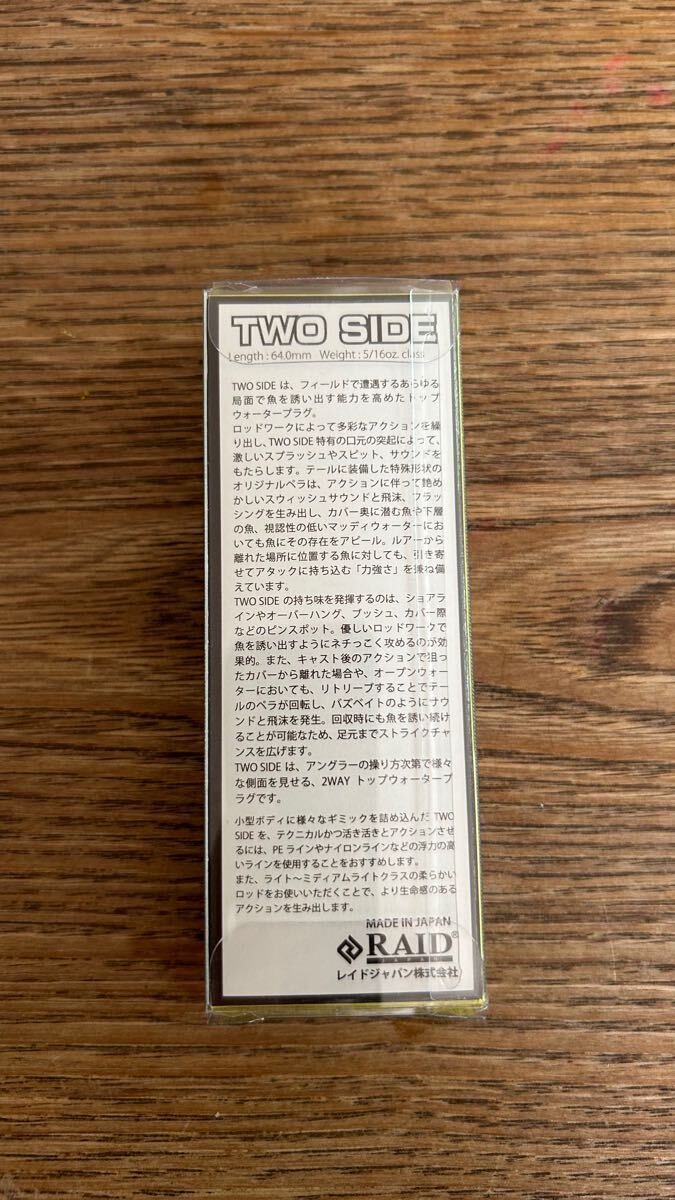 TWO SIDE
Length : 64.0mm Weight : 5/16oz. class
TWO SIDE は、フィールドで遭遇するあらゆる
局面で魚を誘い出す能力を高めたトップ
ウォータープラグ。
ロッドワークによって多彩なアクションを繰
り出し、TWO SIDE 特有の口元の突起によって、
激しいスプラッシュやスピット、サウンドを
もたらします。テールに装備した特殊形状の
オリジナルペラは、アクションに伴って艶め
かしいスウィッシュサウンドと飛沫、フラッ
シングを生み出し、カバー奥に潜む魚や下層
の魚、視認性の低いマッディウォーターにお
いても魚にその存在をアピール。ルアーから
離れた場所に位置する魚に対しても、引き寄
せてアタックに持ち込む「力強さ」を兼ね備
えています。
TWO SIDE の持ち味を発揮するのは、ショアラ
インやオーバーハング、ブッシュ、カバー際
などのピンスポット。優しいロッドワークで
魚を誘い出すようにネチっこく攻めるのが効
果的。また、キャスト後のアクションで狙っ
たカバーから離れた場合や、オープンウォー
ターにおいても、リトリーブすることでテー
ルのペラが回転し、バズベイトのようにサウ
ンドと飛沫を発生。回収時にも魚を誘い続け
ることが可能なため、足元までストライクチャ
ンスを広げます。
TWO SIDE は、アングラーの操り方次第で様々
な側面を見せる、2WAY トップウォータープ
ラグです。
小型ボディに様々なギミックを詰め込んだ TWO
SIDE を、テクニカルかつ活き活きとアクションさせ
るには、PE ラインやナイロンラインなどの浮力の高
いラインを使用することをおすすめします。
また、ライト〜ミディアムライトクラスの柔らかい
ロッドをお使いいただくことで、より生命感のある
アクションを生み出します。
MADE IN JAPAN
RAID®
JAPAN
レイドジャパン株式会社